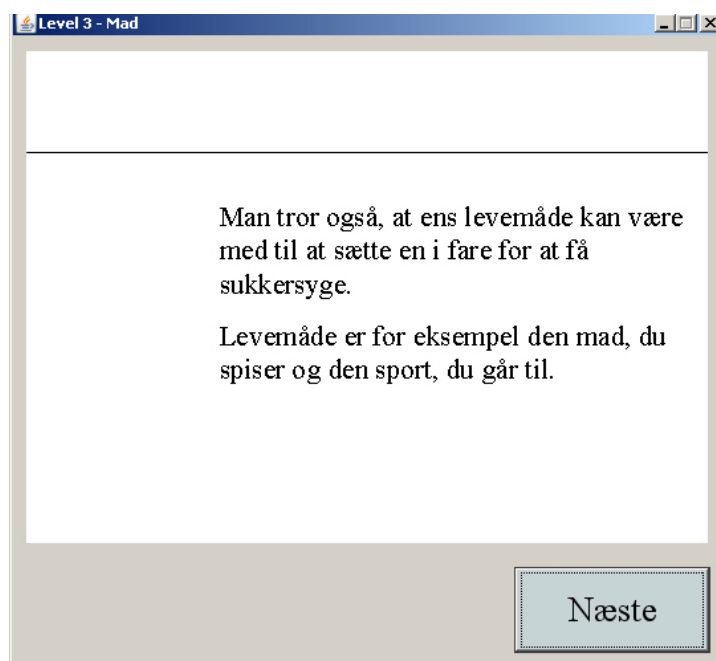 Level 3 - Mad
Man tror også, at ens levemåde kan være
med til at sætte en i fare for at få
sukkersyge.
Levemåde er for eksempel den mad, du
spiser og den sport, du går til.
Næste